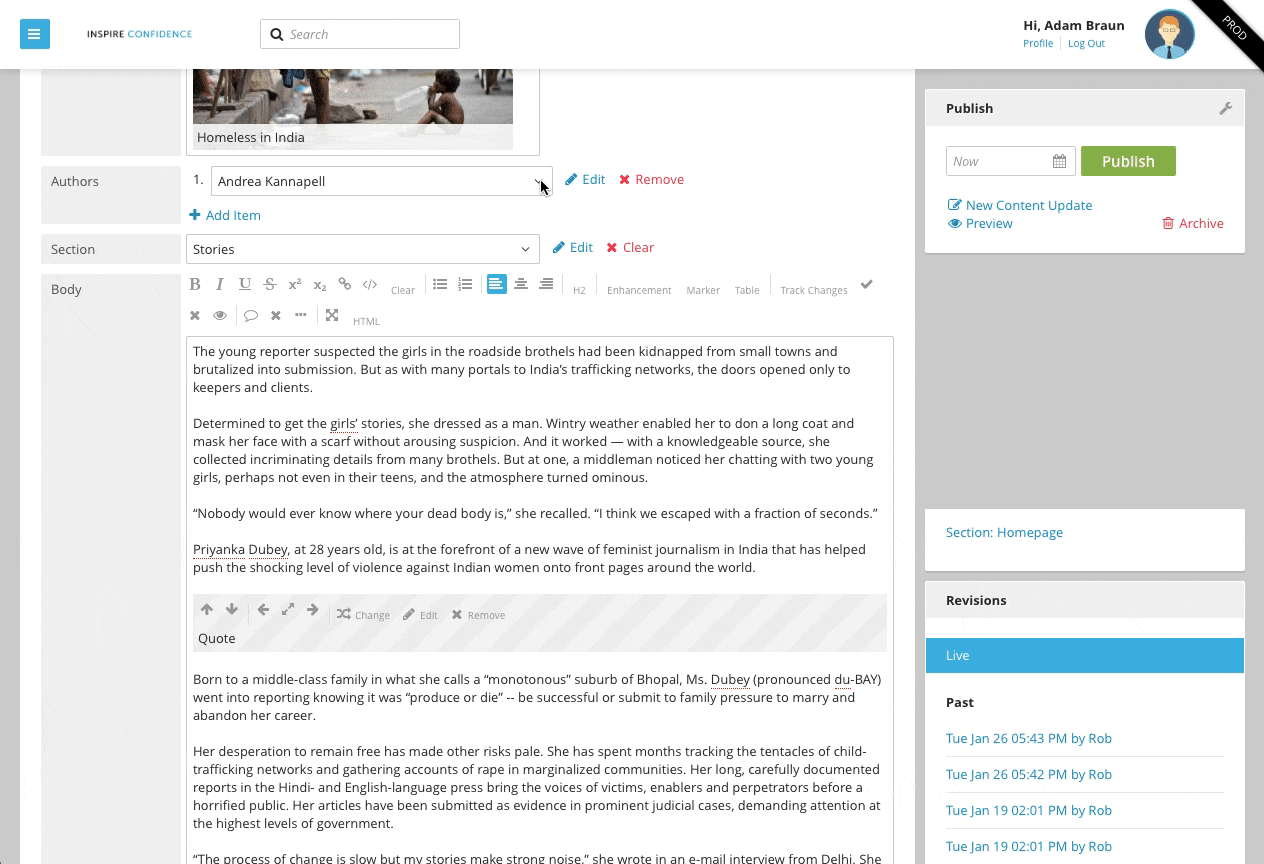 INSPIRE CONFIDENCE
Search
Hi, Adam Braun
Profile
Log Out
PROD
Homeless in India
Authors
1.
Andrea Kannapell
Edit
Remove
Add Item
Section
Stories
Edit
Clear
Body
B I U S x² x₂ </> Clear H2 Enhancement Marker Table Track Changes
HTML
The young reporter suspected the girls in the roadside brothels had been kidnapped from small towns and
brutalized into submission. But as with many portals to India’s trafficking networks, the doors opened only to
keepers and clients.
Determined to get the girls’ stories, she dressed as a man. Wintry weather enabled her to don a long coat and
mask her face with a scarf without arousing suspicion. And it worked — with a knowledgeable source, she
collected incriminating details from many brothels. But at one, a middleman noticed her chatting with two young
girls, perhaps not even in their teens, and the atmosphere turned ominous.
“Nobody would ever know where your dead body is,” she recalled. “I think we escaped with a fraction of seconds.”
Priyanka Dubey, at 28 years old, is at the forefront of a new wave of feminist journalism in India that has helped
push the shocking level of violence against Indian women onto front pages around the world.
Change Edit Remove
Quote
Born to a middle-class family in what she calls a “monotonous” suburb of Bhopal, Ms. Dubey (pronounced du-BAY)
went into reporting knowing it was “produce or die” -- be successful or submit to family pressure to marry and
abandon her career.
Her desperation to remain free has made other risks pale. She has spent months tracking the tentacles of child-
trafficking networks and gathering accounts of rape in marginalized communities. Her long, carefully documented
reports in the Hindi- and English-language press bring the voices of victims, enablers and perpetrators before a
horrified public. Her articles have been submitted as evidence in prominent judicial cases, demanding attention at
the highest levels of government.
“The process of change is slow but my stories make strong noise,” she wrote in an e-mail interview from Delhi. She
Publish
Now
Publish
New Content Update
Preview
Archive
Section: Homepage
Revisions
Live
Past
Tue Jan 26 05:43 PM by Rob
Tue Jan 26 05:42 PM by Rob
Tue Jan 19 02:01 PM by Rob
Tue Jan 19 02:01 PM by Rob